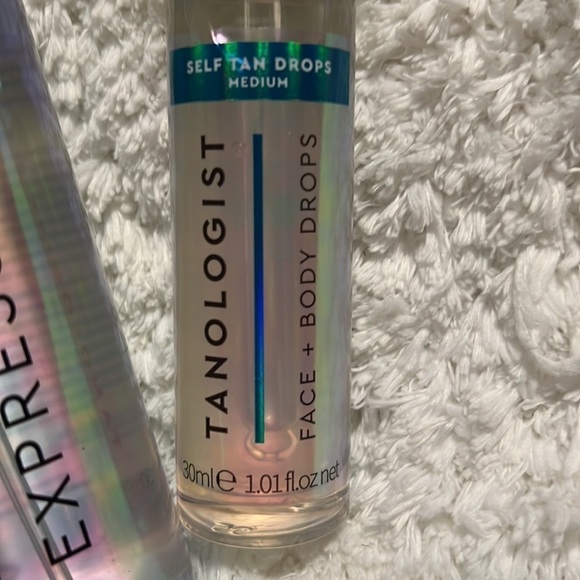 SELF TAN DROPS
MEDIUM
TANOLOGIST
FACE + BODY DROPS
30ml℮ 1.01 fl.oz net
EXPRESS